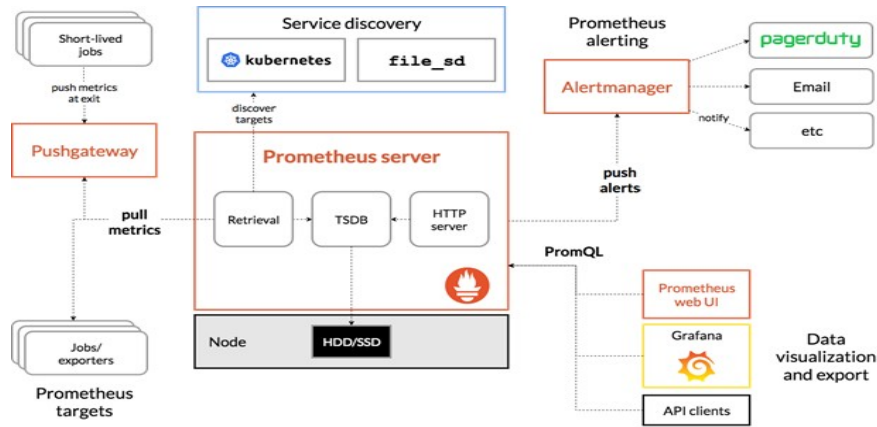 Short-lived
jobs
push metrics
at exit
Pushgateway
Service discovery
kubernetes
file_sd
discover
targets
Prometheus
alerting
Alertmanager
pagerduty
Email
etc
notify
Prometheus server
Retrieval
TSDB
HTTP
server
pull
metrics
push
alerts
PromQL
Node
HDD/SSD
Jobs/
exporters
Prometheus
targets
Prometheus
web UI
Grafana
API clients
Data
visualization
and export